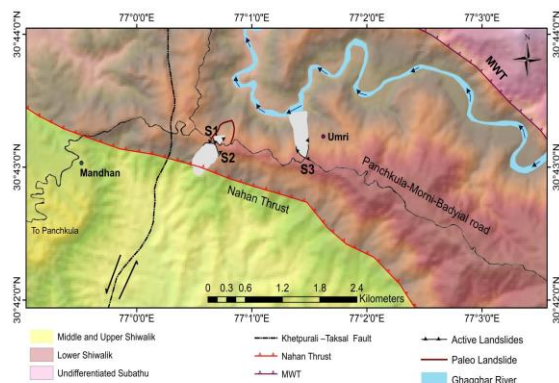 77°0'0"E 77°1'0"E 77°2'0"E 77°3'0"E
30°44'0"N 30°44'0"N
N
MWT
S1
Umri
S2
30°43'0"N 30°43'0"N
Mandhan
S3
Panchkula-Morni-Badyial road
Nahan Thrust
To Panchkula
0 0.3 0.6 1.2 1.8 2.4
Kilometers
30°42'0"N 30°42'0"N
77°0'0"E 77°1'0"E 77°2'0"E 77°3'0"E
Middle and Upper Shiwalik Khetpurali –Taksal Fault Active Landslides
Lower Shiwalik Nahan Thrust Paleo Landslide
Undifferentiated Subathu MWT Ghagghar River